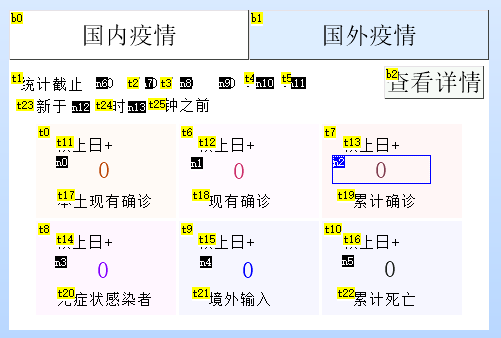 b0 b1
国内疫情 国外疫情
b2
查看详情
t1 统计截止 n6 0 t2 n7 0 t3 n8 n9 0 t4 n10 t5 n11
t23 新于 n12 t24 时 n13 t25 钟之前
t0 t6 t7
t11 上日+ t12 上日+ t13 上日+
n0 0 n1 0 n2 0
t17 本土现有确诊 t18 现有确诊 t19 累计确诊
t8 t9 t10
t14 上日+ t15 上日+ t16 上日+
n3 0 n4 0 n5 0
t20 无症状感染者 t21 境外输入 t22 累计死亡